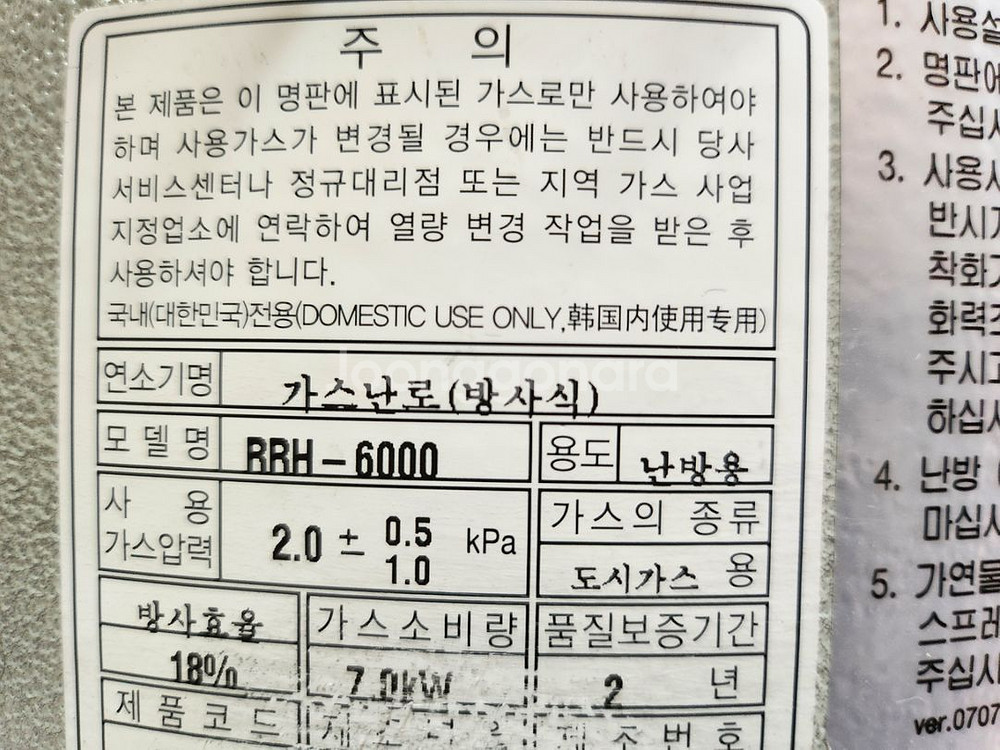 주 의
본 제품은 이 명판에 표시된 가스로만 사용하여야
하며 사용가스가 변경될 경우에는 반드시 당사
서비스센터나 정규대리점 또는 지역 가스 사업
지정업소에 연락하여 열량 변경 작업을 받은 후
사용하셔야 합니다.
국내(대한민국)전용(DOMESTIC USE ONLY,韩国内使用专用)
연소기명 가스난로(방사식)
모델명 RRH-6000 용도 난방용
사 용 가스압력 2.0 ± 0.5 1.0 kPa
가스의 종류
도시가스 용
방사효율 가스소비량 품질보증기간
18% 7.0kW 2 년
제품코드 제조년월 제조번호
1. 사용설
2. 명판에
주십시
3. 사용시
반시기
착화기
화력조
주시고
하십시
4. 난방
마십시
5. 가연물
스프레
주십시
ver.0707